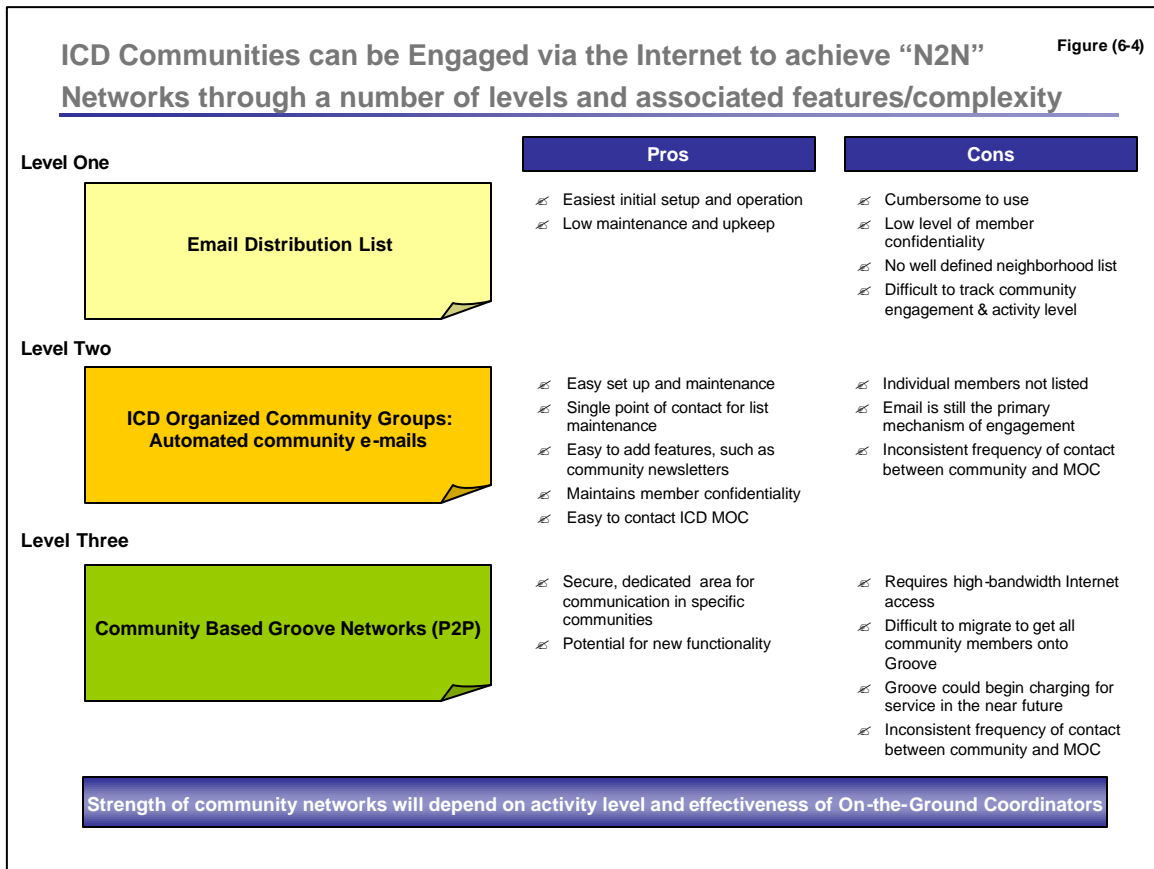 ICD Communities can be Engaged via the Internet to achieve “N2N”
Networks through a number of levels and associated features/complexity
Figure (6-4)
Pros
Cons
Level One
Email Distribution List
Easiest initial setup and operation
Low maintenance and upkeep
Cumbersome to use
Low level of member
confidentiality
No well defined neighborhood list
Difficult to track community
engagement & activity level
Level Two
ICD Organized Community Groups:
Automated community e-mails
Easy set up and maintenance
Single point of contact for list
maintenance
Easy to add features, such as
community newsletters
Maintains member confidentiality
Easy to contact ICD MOC
Individual members not listed
Email is still the primary
mechanism of engagement
Inconsistent frequency of contact
between community and MOC
Level Three
Community Based Groove Networks (P2P)
Secure, dedicated area for
communication in specific
communities
Potential for new functionality
Requires high-bandwidth Internet
access
Difficult to migrate to get all
community members onto
Groove
Groove could begin charging for
service in the near future
Inconsistent frequency of contact
between community and MOC
Strength of community networks will depend on activity level and effectiveness of On-the-Ground Coordinators